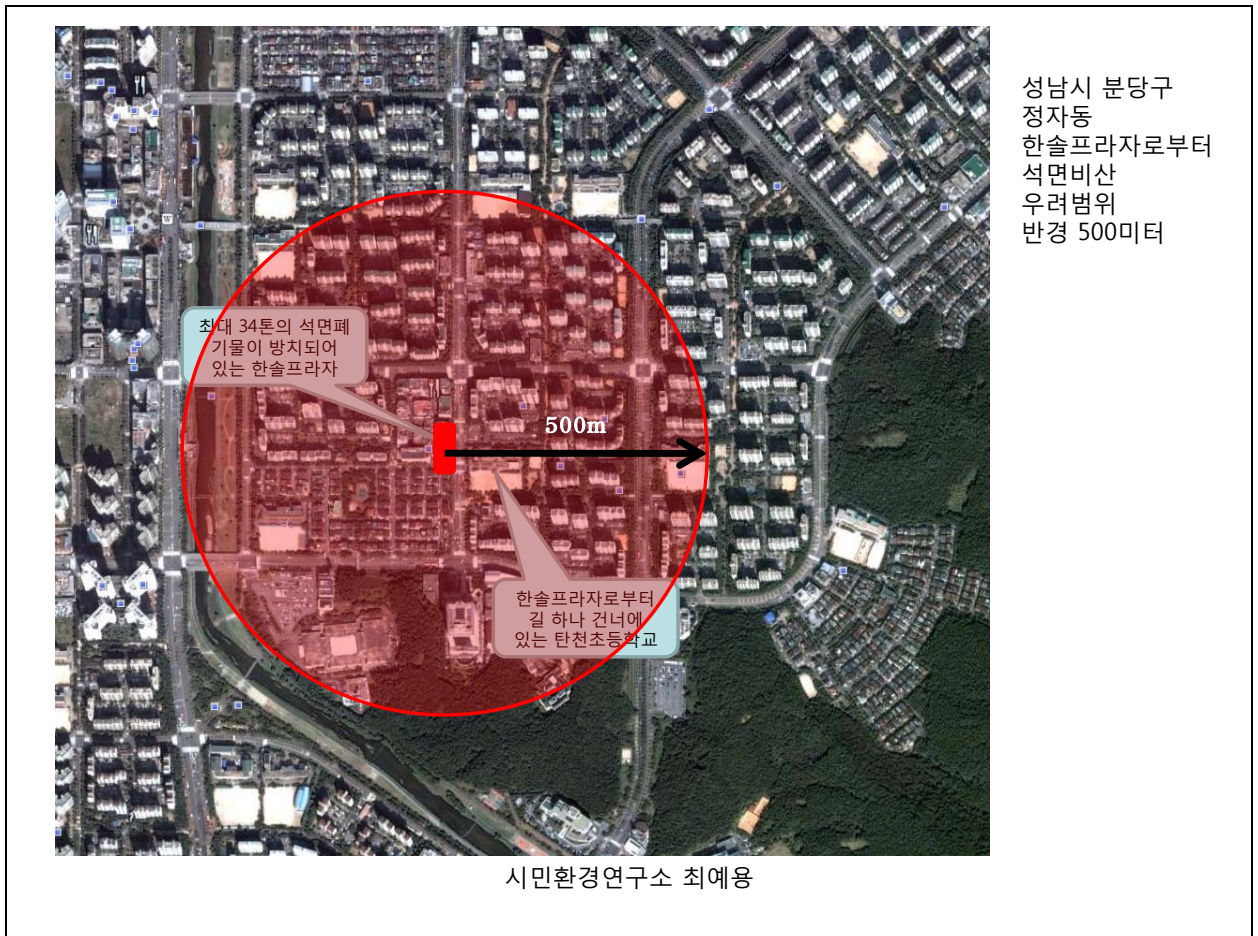 성남시 분당구
정자동
한솔프라자로부터
석면비산
우려범위
반경 500미터
최대 34톤의 석면폐
기물이 방치되어
있는 한솔프라자
500m
한솔프라자로부터
길 하나 건너에
있는 탄천초등학교
W
시민환경연구소 최예용